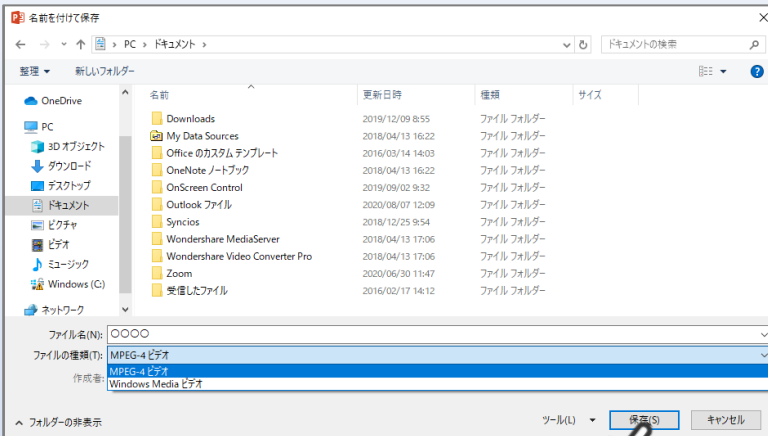 名前を付けて保存
PC › ドキュメント ›
ドキュメントの検索
整理 新しいフォルダー
名前 更新日時 種類 サイズ
OneDrive
PC
3D オブジェクト
ダウンロード
デスクトップ
ドキュメント
ピクチャ
ビデオ
ミュージック
Windows (C:)
ネットワーク
Downloads 2019/12/09 8:55 ファイル フォルダー
My Data Sources 2018/04/13 16:22 ファイル フォルダー
Office のカスタム テンプレート 2016/03/14 14:03 ファイル フォルダー
OneNote ノートブック 2018/04/13 16:22 ファイル フォルダー
OnScreen Control 2019/09/02 9:32 ファイル フォルダー
Outlook ファイル 2020/08/07 12:09 ファイル フォルダー
Syncios 2018/12/25 9:54 ファイル フォルダー
Wondershare MediaServer 2018/04/13 17:06 ファイル フォルダー
Wondershare Video Converter Pro 2018/04/13 17:06 ファイル フォルダー
Zoom 2020/06/30 11:47 ファイル フォルダー
受信したファイル 2016/02/17 14:12 ファイル フォルダー
ファイル名(N): 〇〇〇〇
ファイルの種類(T): MPEG-4 ビデオ
MPEG-4 ビデオ
作成者: Windows Media ビデオ
フォルダーの非表示 ツール(L) 保存(S) キャンセル